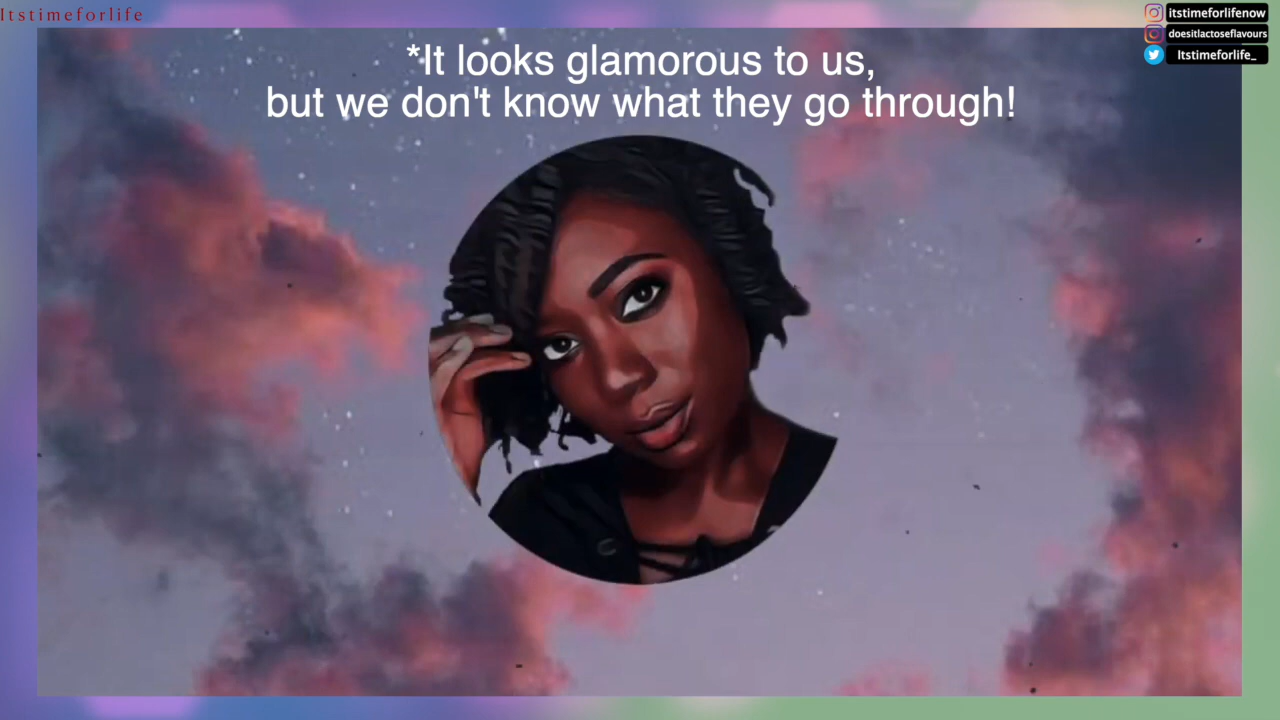 Itstimeforlife
itstimeforlifenow
doesitlactoseflavours
Itstimeforlife_
*It looks glamorous to us,
but we don't know what they go through!